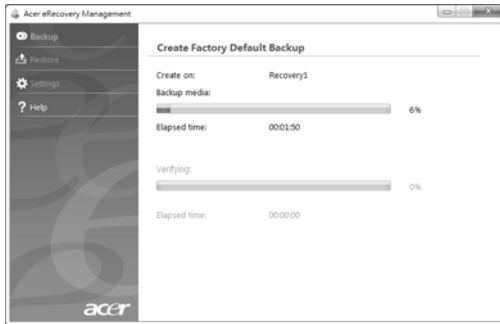 Acer eRecovery Management
Backup
Restore
Settings
? Help
Create Factory Default Backup
Create on: Recovery1
Backup media:
6%
Elapsed time: 00:01:50
Verifying:
0%
Elapsed time: 00:00:00
acer